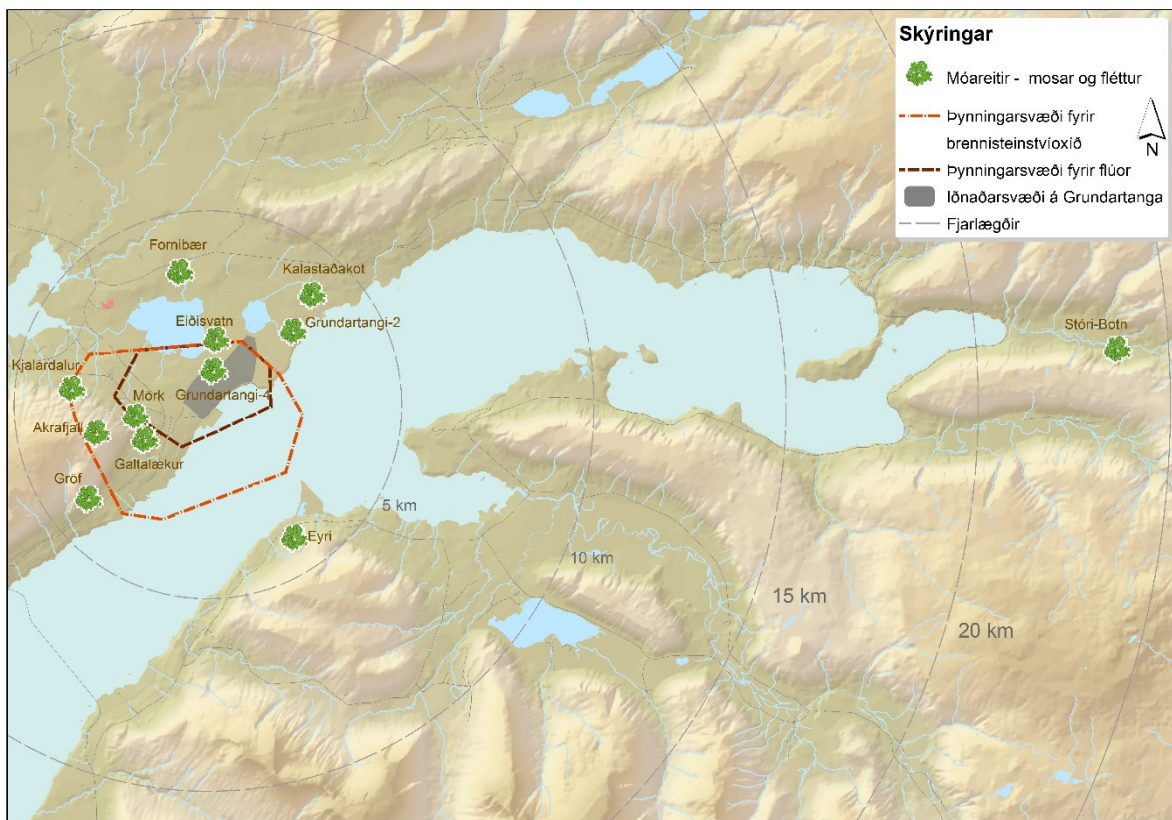 Skýringar
Móareitir - mosar og fléttur
Þynningarsvæði fyrir
brennisteinstvíoxíð
N
Þynningarsvæði fyrir flúor
Iðnaðarsvæði á Grundartanga
Fjarlægðir
Fornibær
Kalastaðakot
Eiðisvatn
Grundartangi-2
Stóri-Botn
Kjalardalur
Grundartangi-4
Mörk
Akrafjall
Galtalækur
Gröf
5 km
Eyri
10 km
15 km
20 km